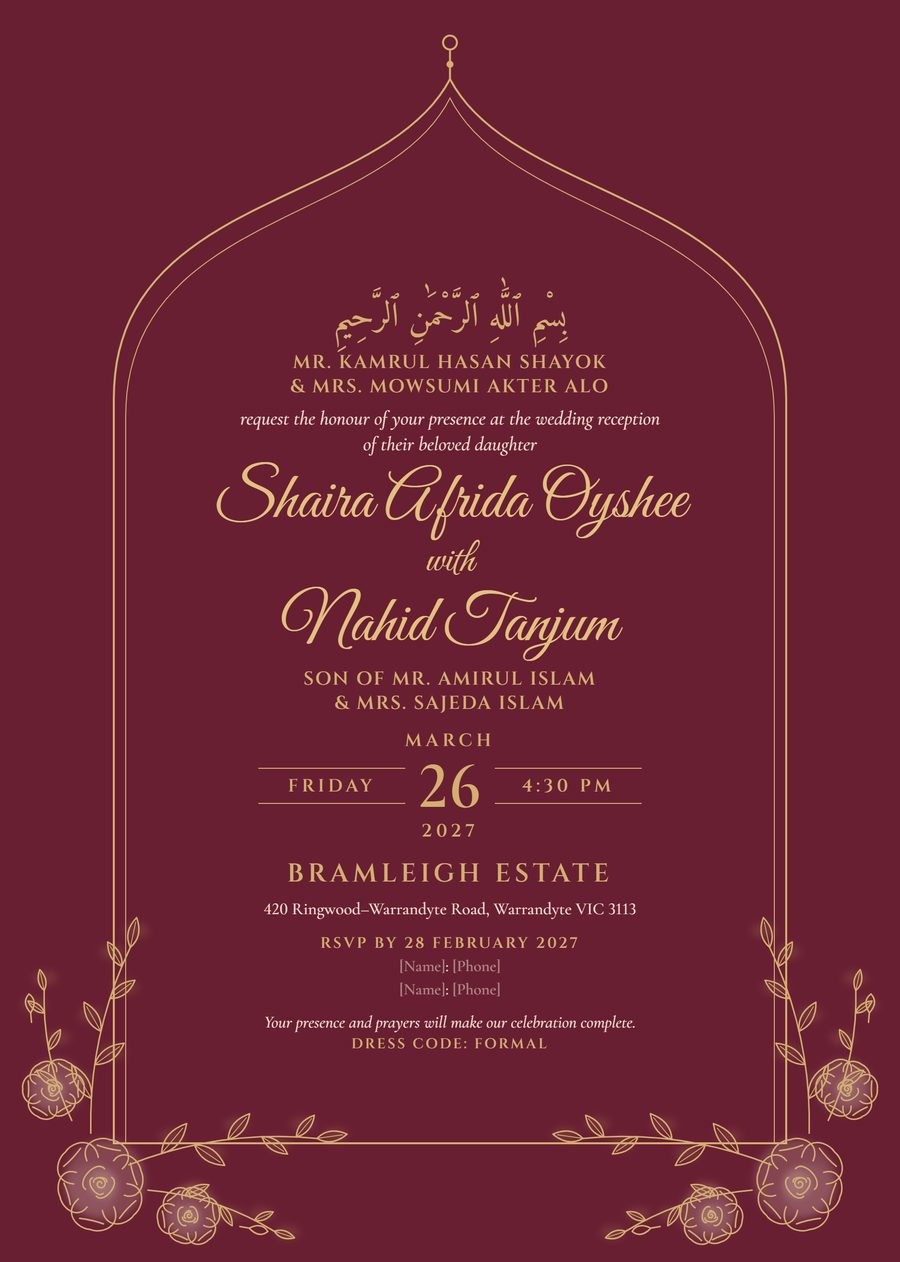 بِسْمِ ٱللَّهِ ٱلرَّحْمَٰنِ ٱلرَّحِيمِ
MR. KAMRUL HASAN SHAYOK
& MRS. MOWSUMI AKTER ALO
request the honour of your presence at the wedding reception
of their beloved daughter
Shaira Afrida Oyshee
with
Nahid Tanjum
SON OF MR. AMIRUL ISLAM
& MRS. SAJEDA ISLAM
MARCH
FRIDAY 26 4:30 PM
2027
BRAMLEIGH ESTATE
420 Ringwood–Warrandyte Road, Warrandyte VIC 3113
RSVP BY 28 FEBRUARY 2027
[Name]: [Phone]
[Name]: [Phone]
Your presence and prayers will make our celebration complete.
DRESS CODE: FORMAL